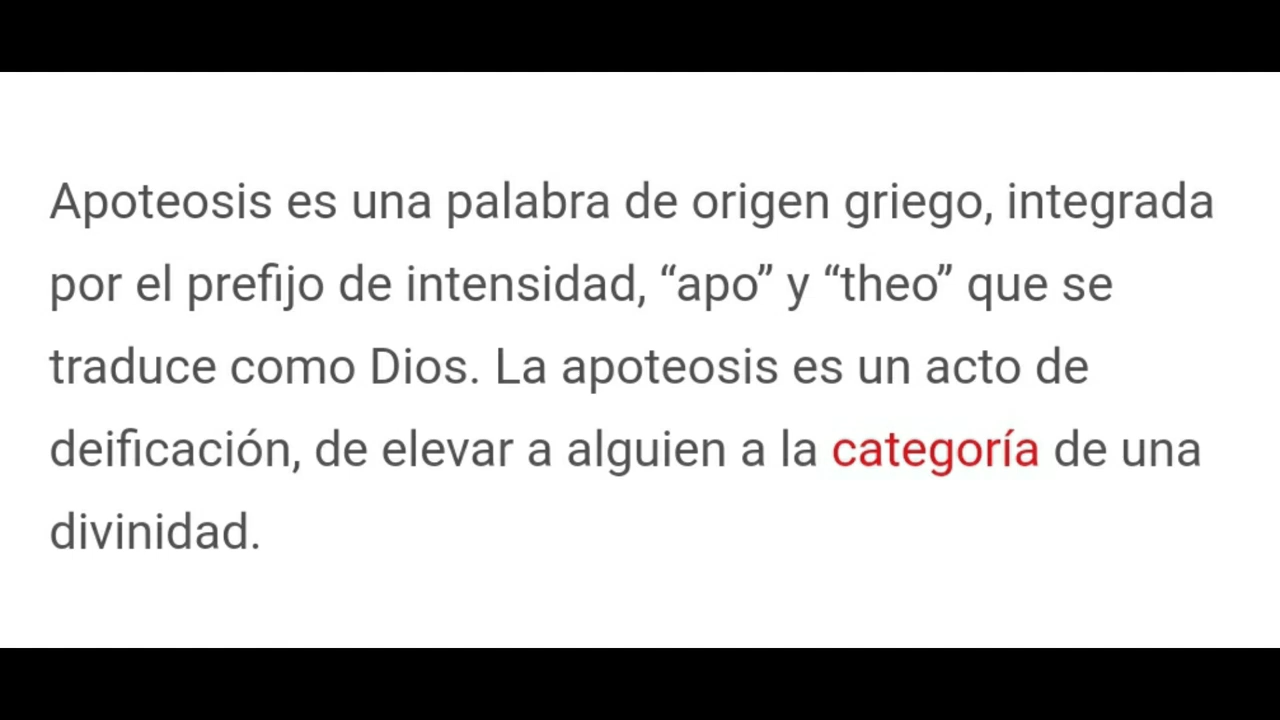 Apoteosis es una palabra de origen griego, integrada
por el prefijo de intensidad, “apo” y “theo” que se
traduce como Dios. La apoteosis es un acto de
deificación, de elevar a alguien a la categoría de una
divinidad.